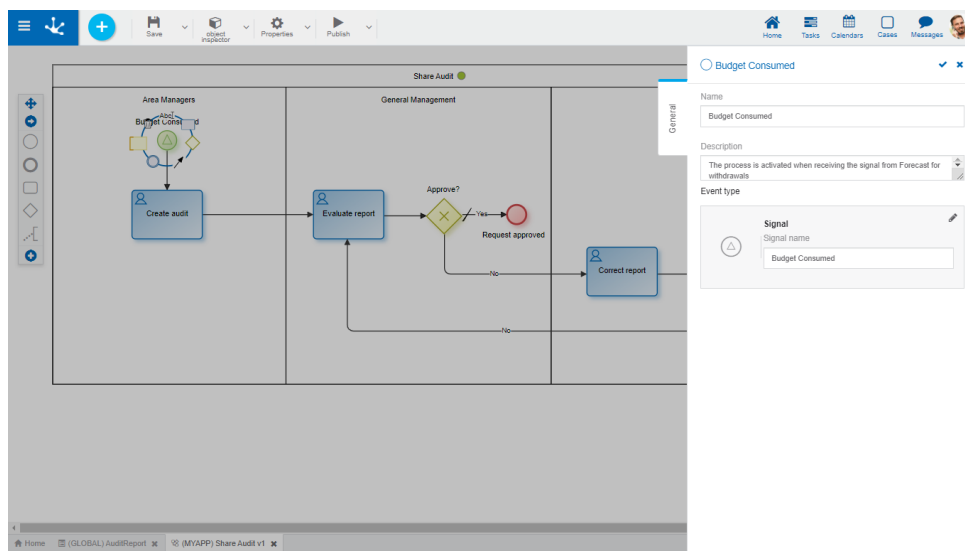 Save
object
inspector
Properties
Publish
Home
Tasks
Calendars
Cases
Messages
Share Audit
Area Managers
General Management
Abc
Create audit
Evaluate report
Approve?
Yes
Request approved
No
Correct report
No
General
Budget Consumed
Name
Budget Consumed
Description
The process is activated when receiving the signal from Forecast for
withdrawals
Event type
Signal
Signal name
Budget Consumed
Home
(GLOBAL) AuditReport
(MYAPP) Share Audit v1